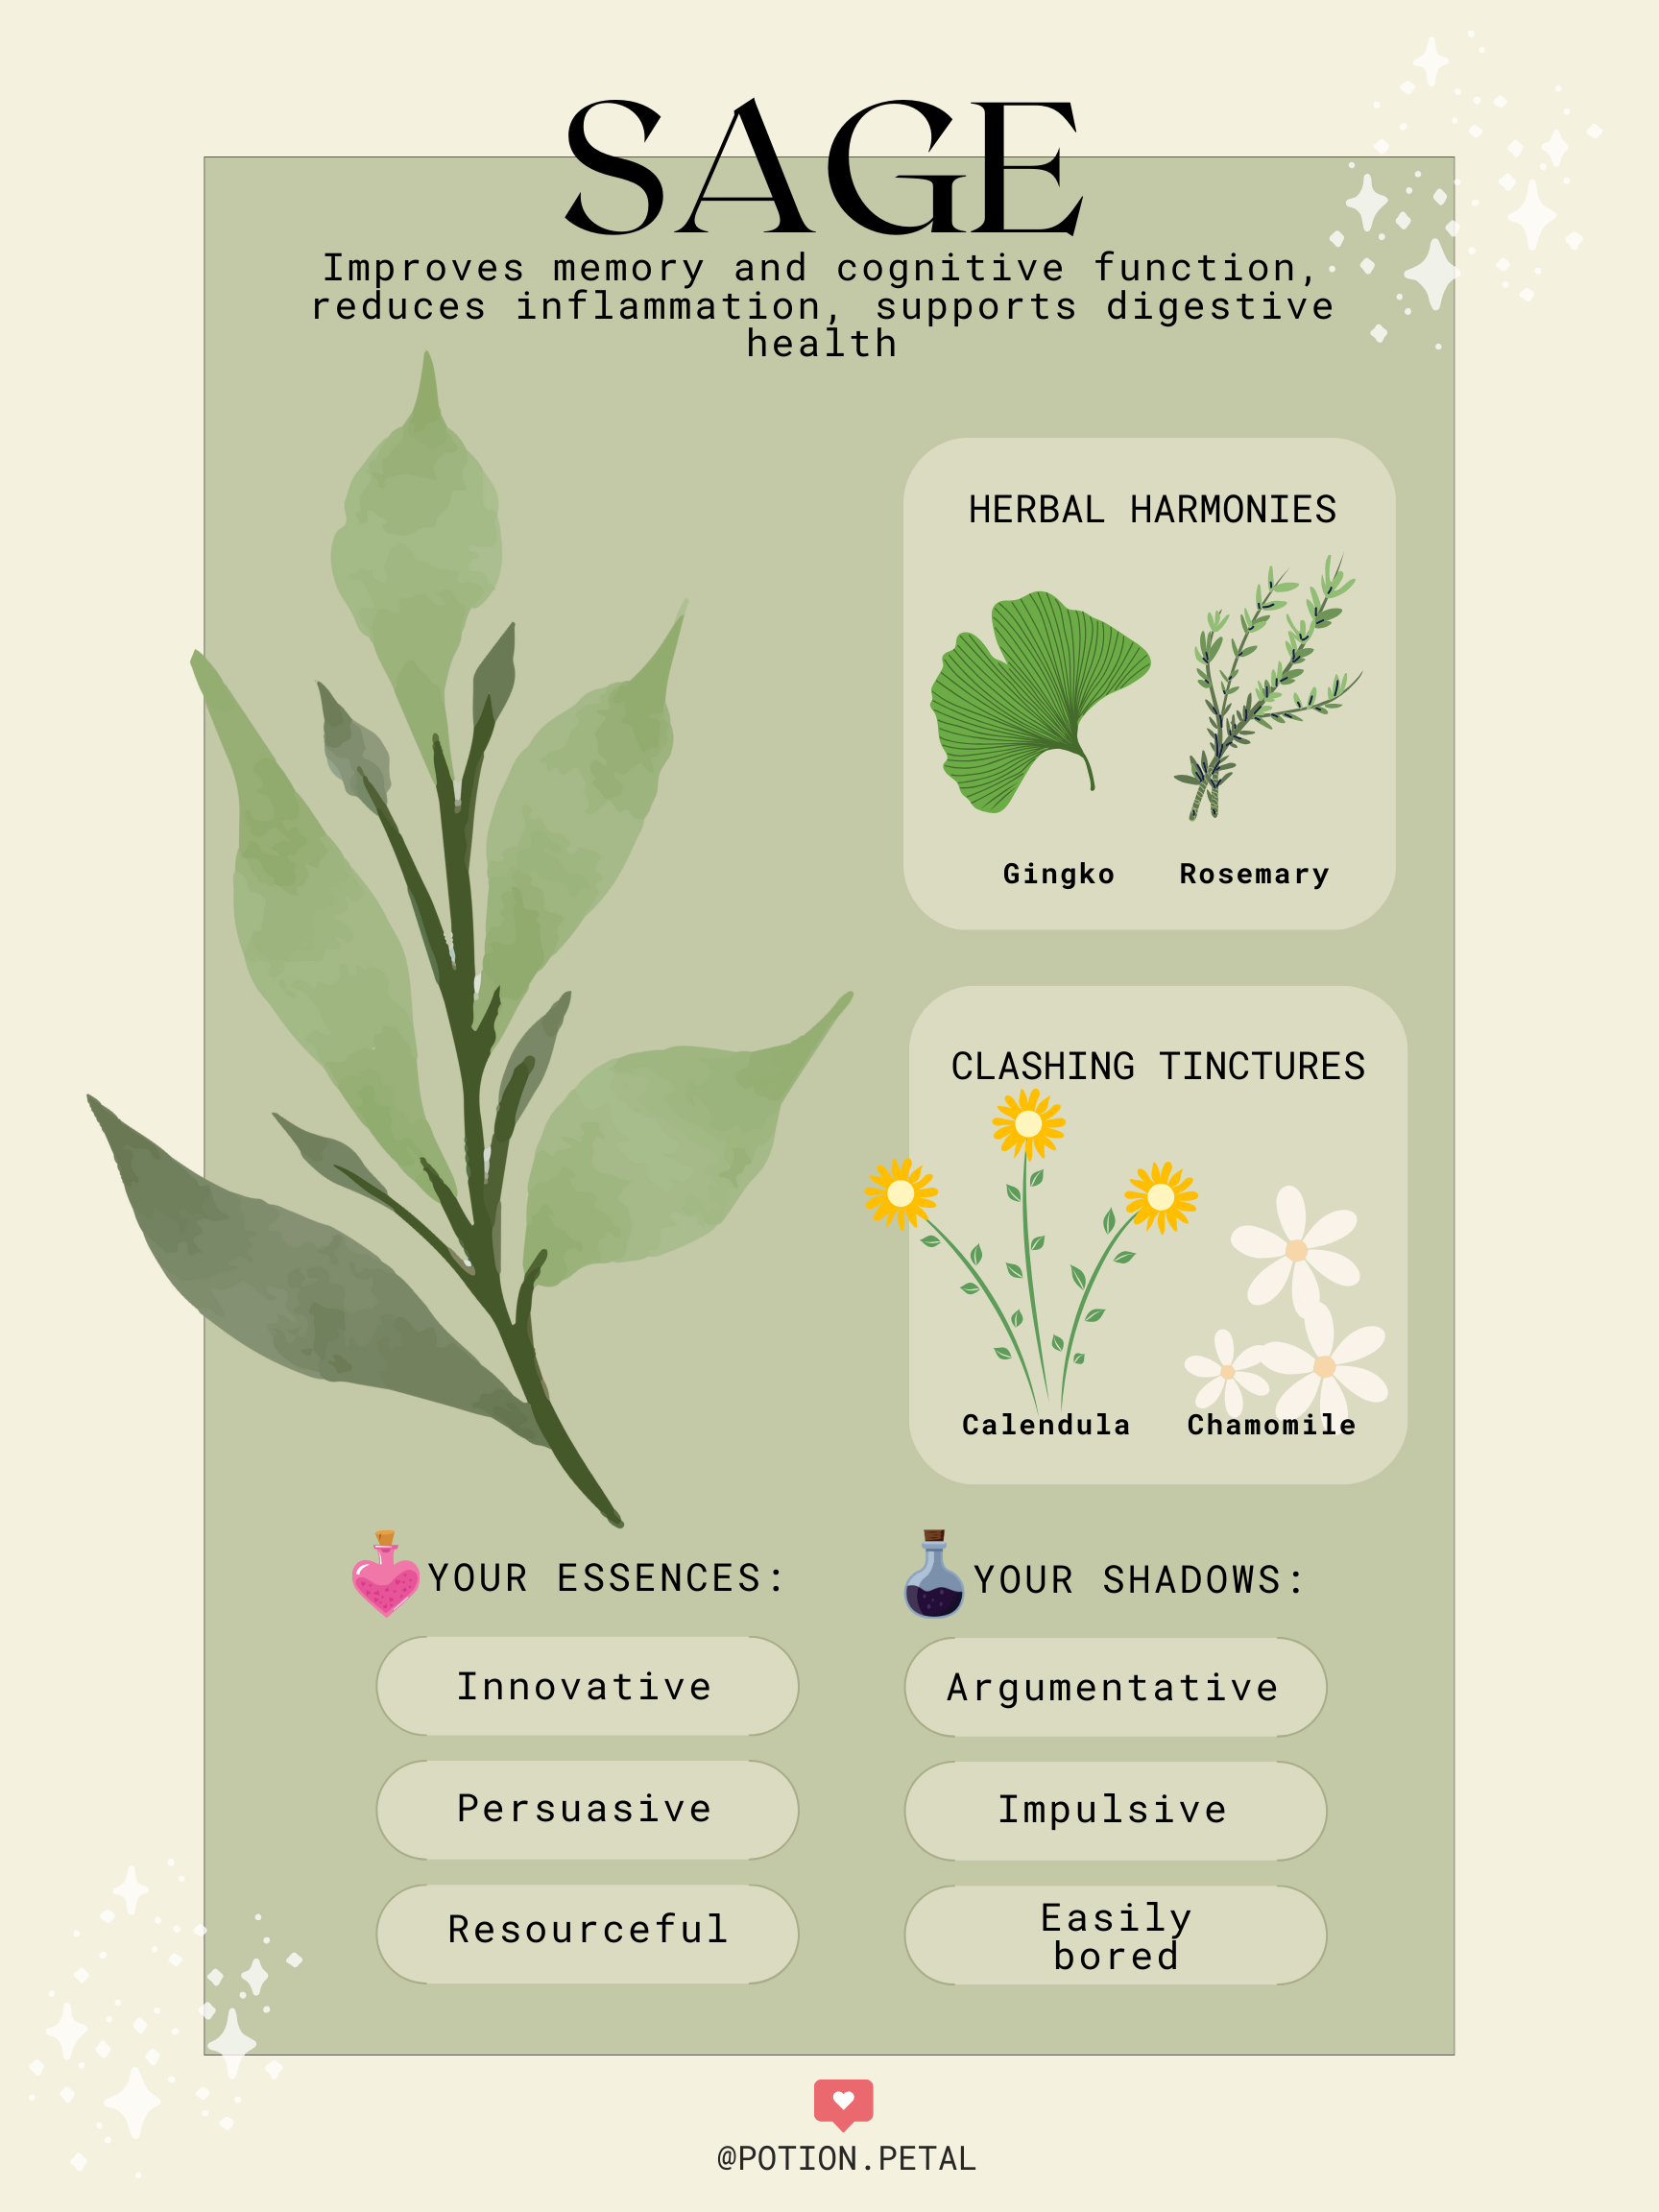 SAGE
Improves memory and cognitive function,
reduces inflammation, supports digestive
health
HERBAL HARMONIES
Gingko
Rosemary
CLASHING TINCTURES
Calendula
Chamomile
YOUR ESSENCES:
Innovative
Persuasive
Resourceful
YOUR SHADOWS:
Argumentative
Impulsive
Easily
bored
@POTION.PETAL